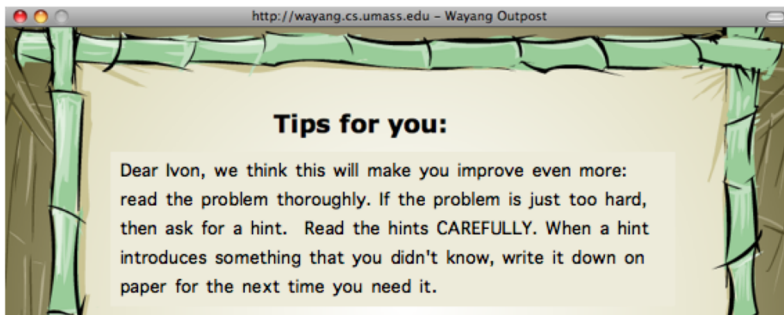 http://wayang.cs.umass.edu – Wayang Outpost
Tips for you:
Dear Ivon, we think this will make you improve even more:
read the problem thoroughly. If the problem is just too hard,
then ask for a hint.  Read the hints CAREFULLY. When a hint
introduces something that you didn't know, write it down on
paper for the next time you need it.